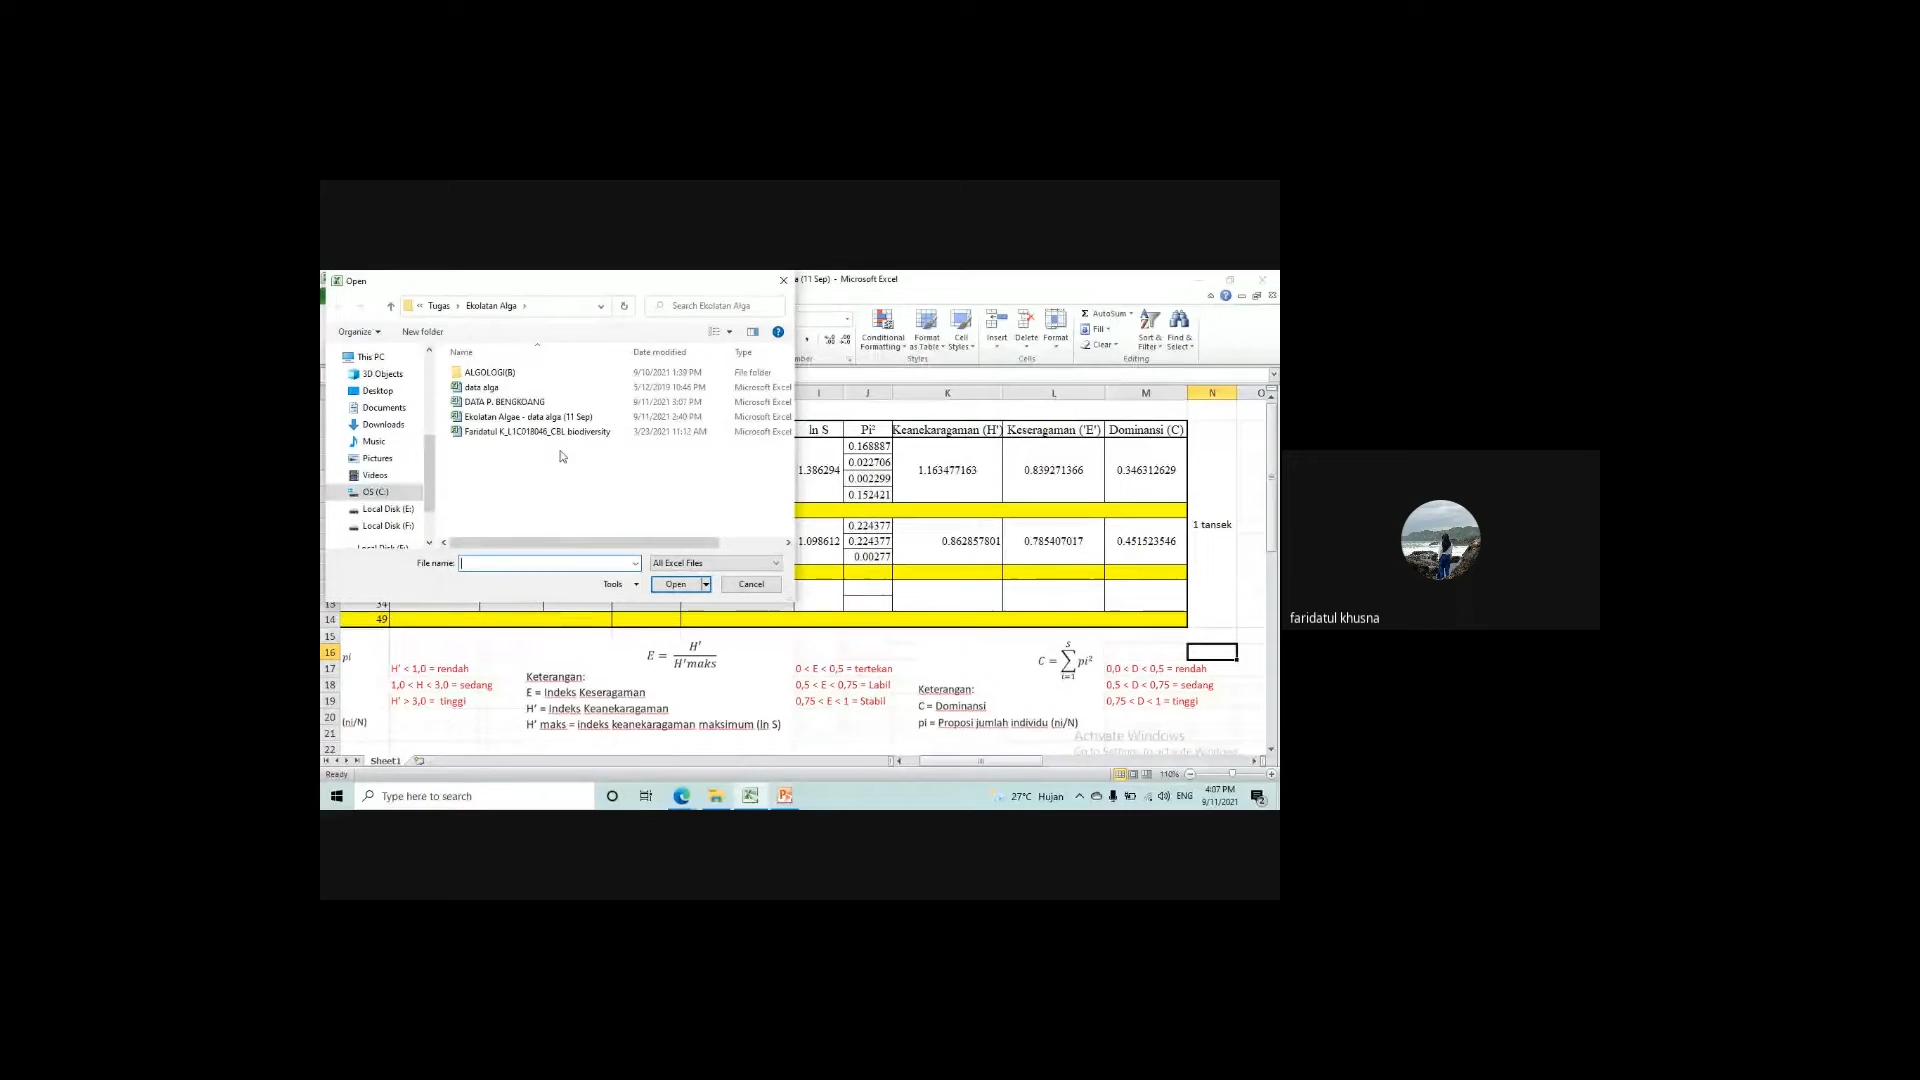 Open
a (11 Sep) - Microsoft Excel
« Tugas › Ekolatan Alga ›
Search Ekolatan Alga
Organize
New folder
Name
Date modified
Type
This PC
3D Objects
Desktop
Documents
Downloads
Music
Pictures
Videos
OS (C:)
Local Disk (E:)
Local Disk (F:)
ALGOLOGI(B) 9/10/2021 1:39 PM File folder
data alga 5/12/2019 10:46 PM Microsoft Excel
DATA P. BENGKOANG 9/11/2021 3:07 PM Microsoft Excel
Ekolatan Algae - data alga (11 Sep) 9/11/2021 2:40 PM Microsoft Excel
Faridatul K_L1C018046_CBL biodiversity 3/23/2021 11:12 AM Microsoft Excel
File name:
All Excel Files
Tools
Open
Cancel
Conditional Formatting
Format as Table
Cell Styles
Insert
Delete
Format
Σ AutoSum
Fill
Clear
Sort & Filter
Find & Select
Styles
Cells
Editing
I J K L M N O
ln S Pi² Keanekaragaman (H') Keseragaman ('E') Dominansi (C)
0.168887
0.022706
1.386294 1.163477163 0.839271366 0.346312629
0.002299
0.152421
1 tansek
0.224377
1.098612 0.224377 0.862857801 0.785407017 0.451523546
0.00277
13 34
14 49
15
16 pi
17
18
19
20 (ni/N)
21
22
H' < 1,0 = rendah
1,0 < H < 3,0 = sedang
H' > 3,0 = tinggi
E = H' / H'maks
Keterangan:
E = Indeks Keseragaman
H' = Indeks Keanekaragaman
H' maks = indeks keanekaragaman maksimum (ln S)
0 < E < 0,5 = tertekan
0,5 < E < 0,75 = Labil
0,75 < E < 1 = Stabil
C = S ∑ i=1 pi²
Keterangan:
C = Dominansi
pi = Proposi jumlah individu (ni/N)
0,0 < D < 0,5 = rendah
0,5 < D < 0,75 = sedang
0,75 < D < 1 = tinggi
Activate Windows
Go to Settings to activate Windows
Sheet1
Ready
110%
Type here to search
27°C Hujan
ENG
4:07 PM
9/11/2021
2
faridatul khusna